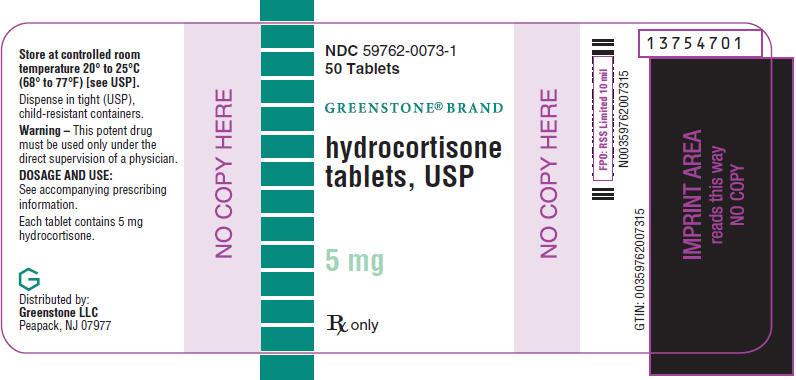 Store at controlled room
temperature 20° to 25°C
(68° to 77°F) [see USP].
Dispense in tight (USP),
child-resistant containers.
Warning – This potent drug
must be used only under the
direct supervision of a physician.
DOSAGE AND USE:
See accompanying prescribing
information.
Each tablet contains 5 mg
hydrocortisone.
G
Distributed by:
Greenstone LLC
Peapack, NJ 07977
NO COPY HERE
NDC 59762-0073-1
50 Tablets
GREENSTONE® BRAND
hydrocortisone
tablets, USP
5 mg
℞ only
NO COPY HERE
FPO: RSS Limited 10 mil
N00359762007315
GTIN: 00359762007315
13754701
IMPRINT AREA
reads this way
NO COPY